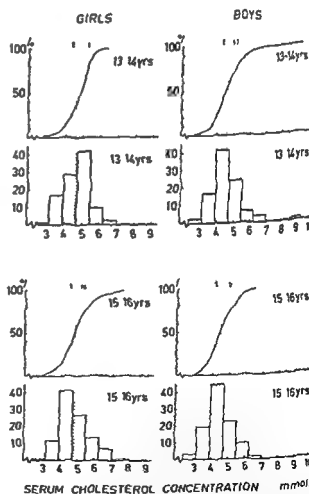 GIRLS BOYS
100 % 100 %
13 14yrs 13-14yrs
50 50
40 13 14yrs 40 13 14yrs
30 30
20 20
10 10
3 4 5 6 7 8 9 3 4 5 6 7 8 9
100 100
15 16yrs 15 16yrs
50 50
40 15 16yrs 40 15 16yrs
30 30
20 20
10 10
3 4 5 6 7 8 9 3 4 5 6 7 8 9
SERUM CHOLESTEROL CONCENTRATION mmol